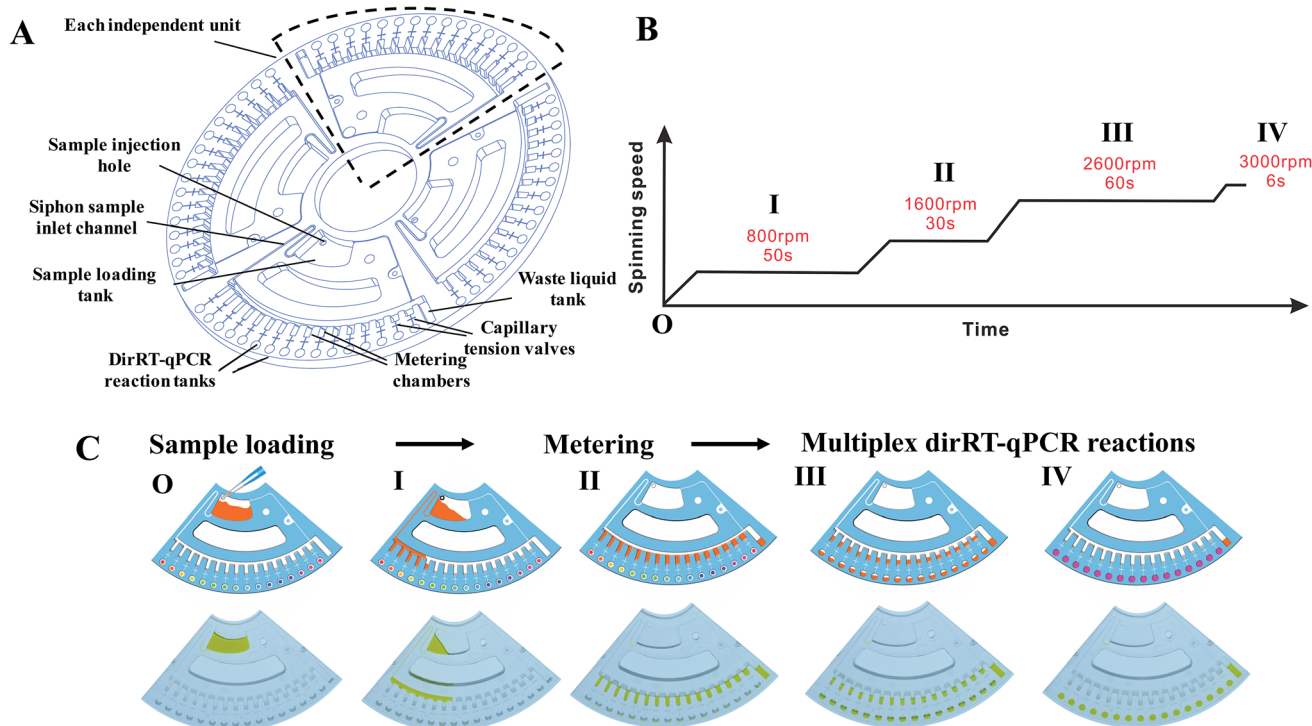 A
Each independent unit
Sample injection
hole
Siphon sample
inlet channel
Sample loading
tank
DirRT-qPCR
reaction tanks
Metering
chambers
Capillary
tension valves
Waste liquid
tank
B
Spinning speed
I
800rpm
50s
II
1600rpm
30s
III
2600rpm
60s
IV
3000rpm
6s
O
Time
C
Sample loading
Metering
Multiplex dirRT-qPCR reactions
O
I
II
III
IV